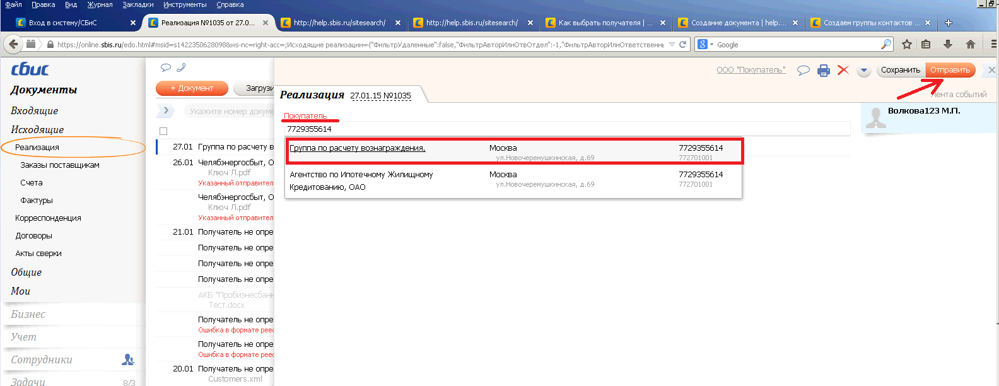 Файл Правка Вид Журнал Закладки Инструменты Справка
Вход в систему/СБиС
Реализация №1035 от 27.0...
http://help.sbis.ru/sitesearch/
http://help.sbis.ru/sitesearch/
Как выбрать получателя | ...
Создание документа | help....
Создаем группы контактов ...
https://online.sbis.ru/edo.html#msid=s1422350628098&ws-nc=right-acc=;Исходящие реализации={"ФильтрУдаленные":false,"ФильтрАвторИлиОтвОтдел":-1,"ФильтрАвторИлиОтветственн
Google
сбис
Документы
Входящие
Исходящие
Реализация
Заказы поставщикам
Счета
Фактуры
Корреспонденция
Договоры
Акты сверки
Общие
Мои
Бизнес
Учет
Сотрудники
Задачи 8/3
+ Документ
Загрузи
Укажите номер докуме
27.01 Группа по расчету в
26.01 Челябэнергосбыт, О
Ключ Л.pdf
Указанный отправител
Челябэнергосбыт, О
Ключ Л.pdf
Указанный отправител
21.01 Получатель не опре
Получатель не опре
Получатель не опре
Получатель не опре
АКБ "Пробизнесбанк
Тест.docx
Получатель не опре
Ошибка в формате реес
Получатель не опре
Ошибка в формате реес
20.01 Получатель не опре
Customers.xml
ООО "Покупатель"
Сохранить
Отправить
Реализация 27.01.15 №1035
Лента событий
Волкова123 М.П.
Покупатель
7729355614
Группа по расчету вознаграждения, Москва 7729355614
ул.Новочеремушкинская, д.69 772701001
Агентство по Ипотечному Жилищному Москва 7729355614
Кредитованию, ОАО ул.Новочеремушкинская, д.69 772701001